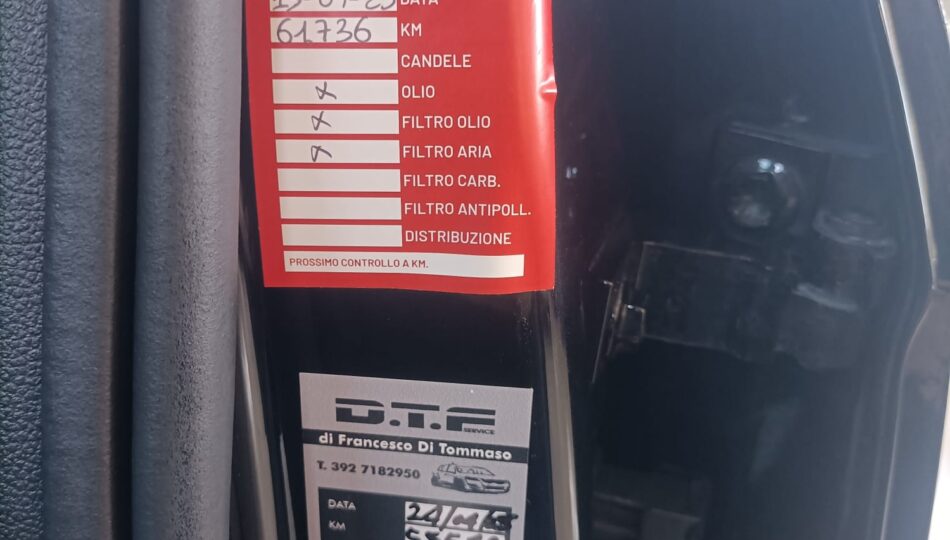 DATA
61736 KM
CANDELE
x OLIO
x FILTRO OLIO
x FILTRO ARIA
FILTRO CARB.
FILTRO ANTIPOLL.
DISTRIBUZIONE
PROSSIMO CONTROLLO A KM.
D.T.F
SERVICE
di Francesco Di Tommaso
T. 392 7182950
DATA
KM